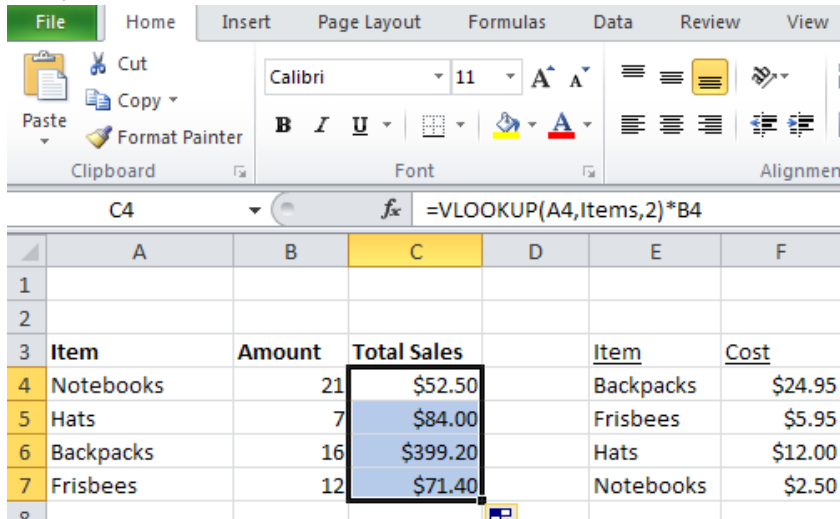 File Home Insert Page Layout Formulas Data Review View
Cut
Copy
Paste
Format Painter
Calibri 11 A A
B I U A
Clipboard Font
C4 fx =VLOOKUP(A4,Items,2)*B4
A B C D E F
1
2
3 Item Amount Total Sales Item Cost
4 Notebooks 21 $52.50 Backpacks $24.95
5 Hats 7 $84.00 Frisbees $5.95
6 Backpacks 16 $399.20 Hats $12.00
7 Frisbees 12 $71.40 Notebooks $2.50